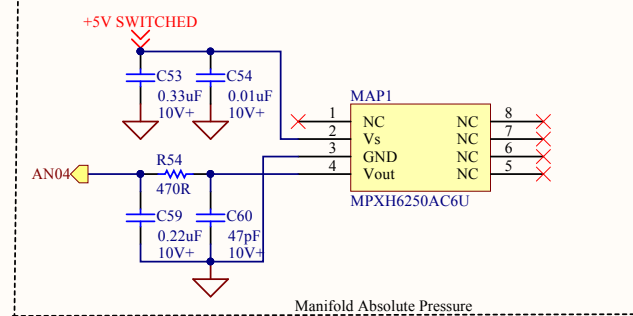 +5V SWITCHED
C53
0.33uF
10V+
C54
0.01uF
10V+
MAP1
1 NC NC 8
2 Vs NC 7
3 GND NC 6
4 Vout NC 5
MPXH6250AC6U
AN04
R54
470R
C59
0.22uF
10V+
C60
47pF
10V+
Manifold Absolute Pressure